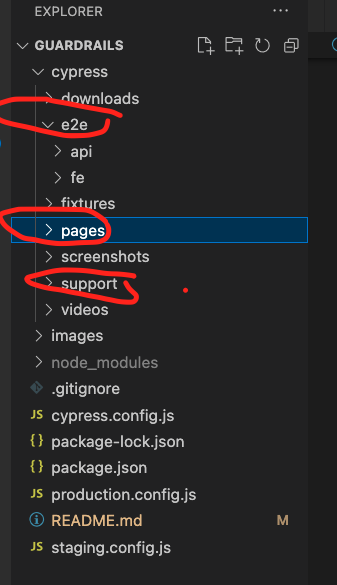 EXPLORER
GUARDRAILS
cypress
downloads
e2e
api
fe
fixtures
pages
screenshots
support
videos
images
node_modules
.gitignore
JS cypress.config.js
{} package-lock.json
{} package.json
JS production.config.js
README.md M
JS staging.config.js